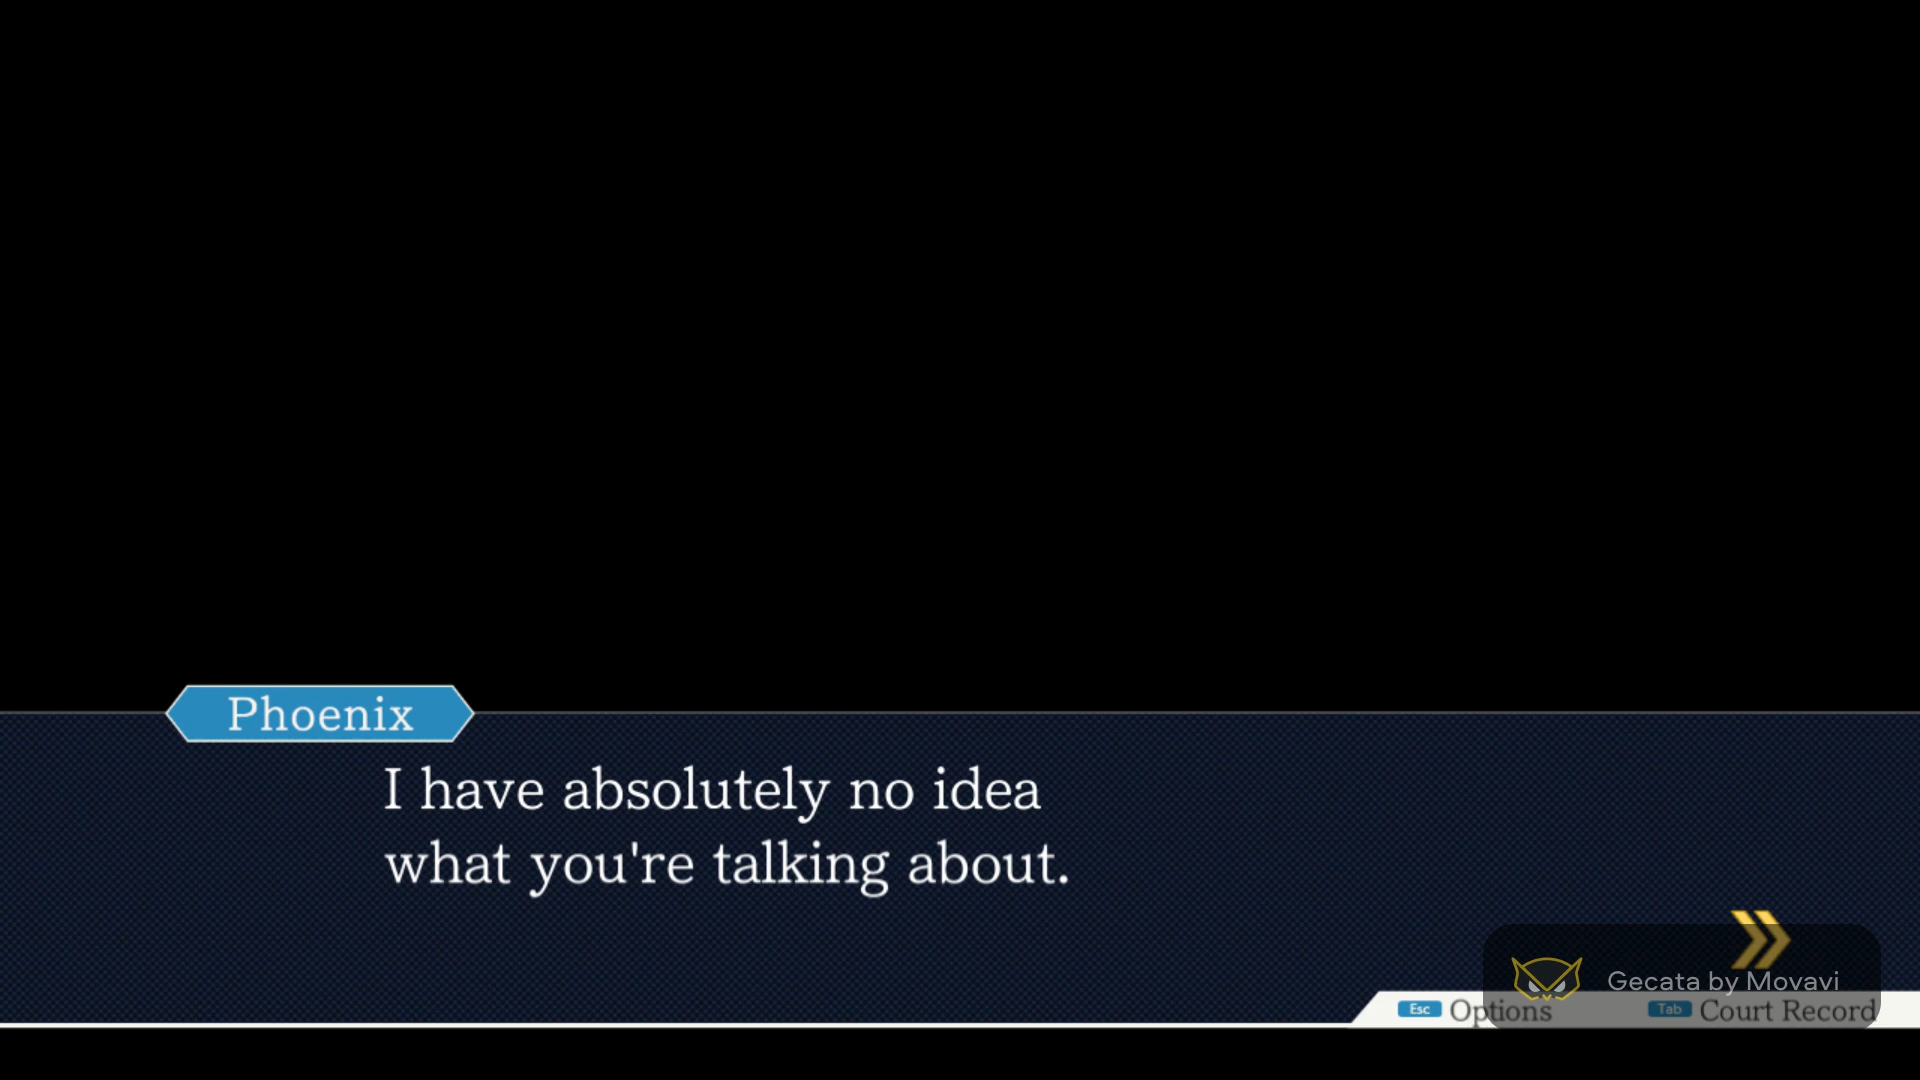 Phoenix
I have absolutely no idea
what you're talking about.
Gecata by Movavi
Esc Options Tab Court Record